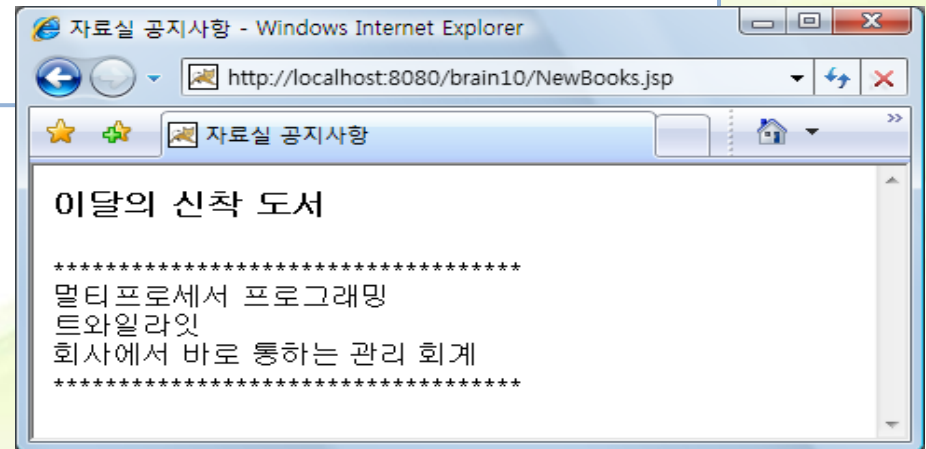 자료실 공지사항 - Windows Internet Explorer
http://localhost:8080/brain10/NewBooks.jsp
자료실 공지사항
이달의 신착 도서
************************************
멀티프로세서 프로그래밍
트와일라잇
회사에서 바로 통하는 관리 회계
************************************